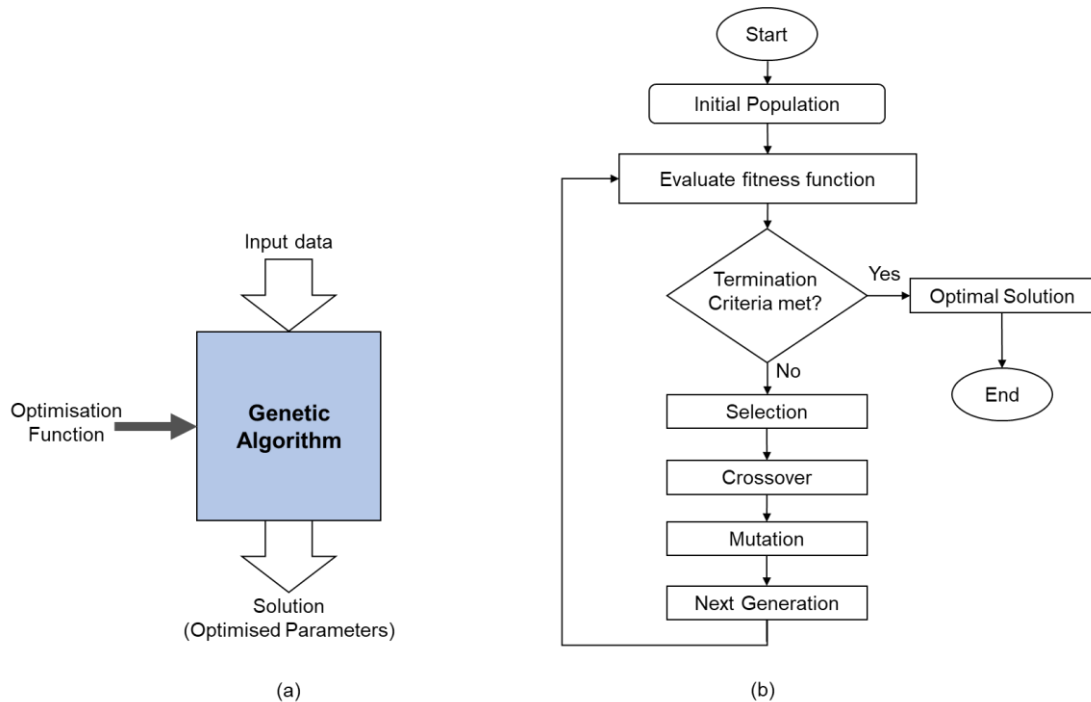 Input data
Optimisation
Function
Genetic
Algorithm
Solution
(Optimised Parameters)
(a)
Start
Initial Population
Evaluate fitness function
Termination
Criteria met?
Yes
Optimal Solution
End
No
Selection
Crossover
Mutation
Next Generation
(b)